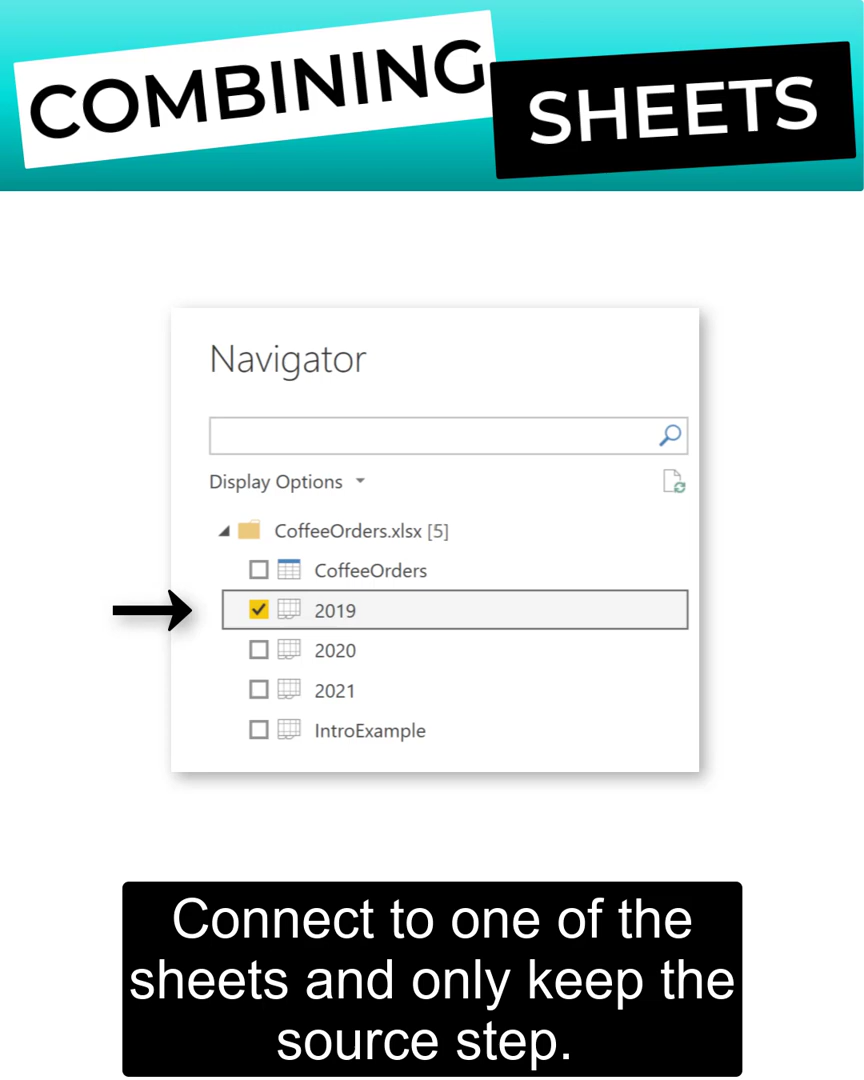 COMBINING
SHEETS
Navigator
Display Options
CoffeeOrders.xlsx [5]
CoffeeOrders
2019
2020
2021
IntroExample
Connect to one of the
sheets and only keep the
source step.